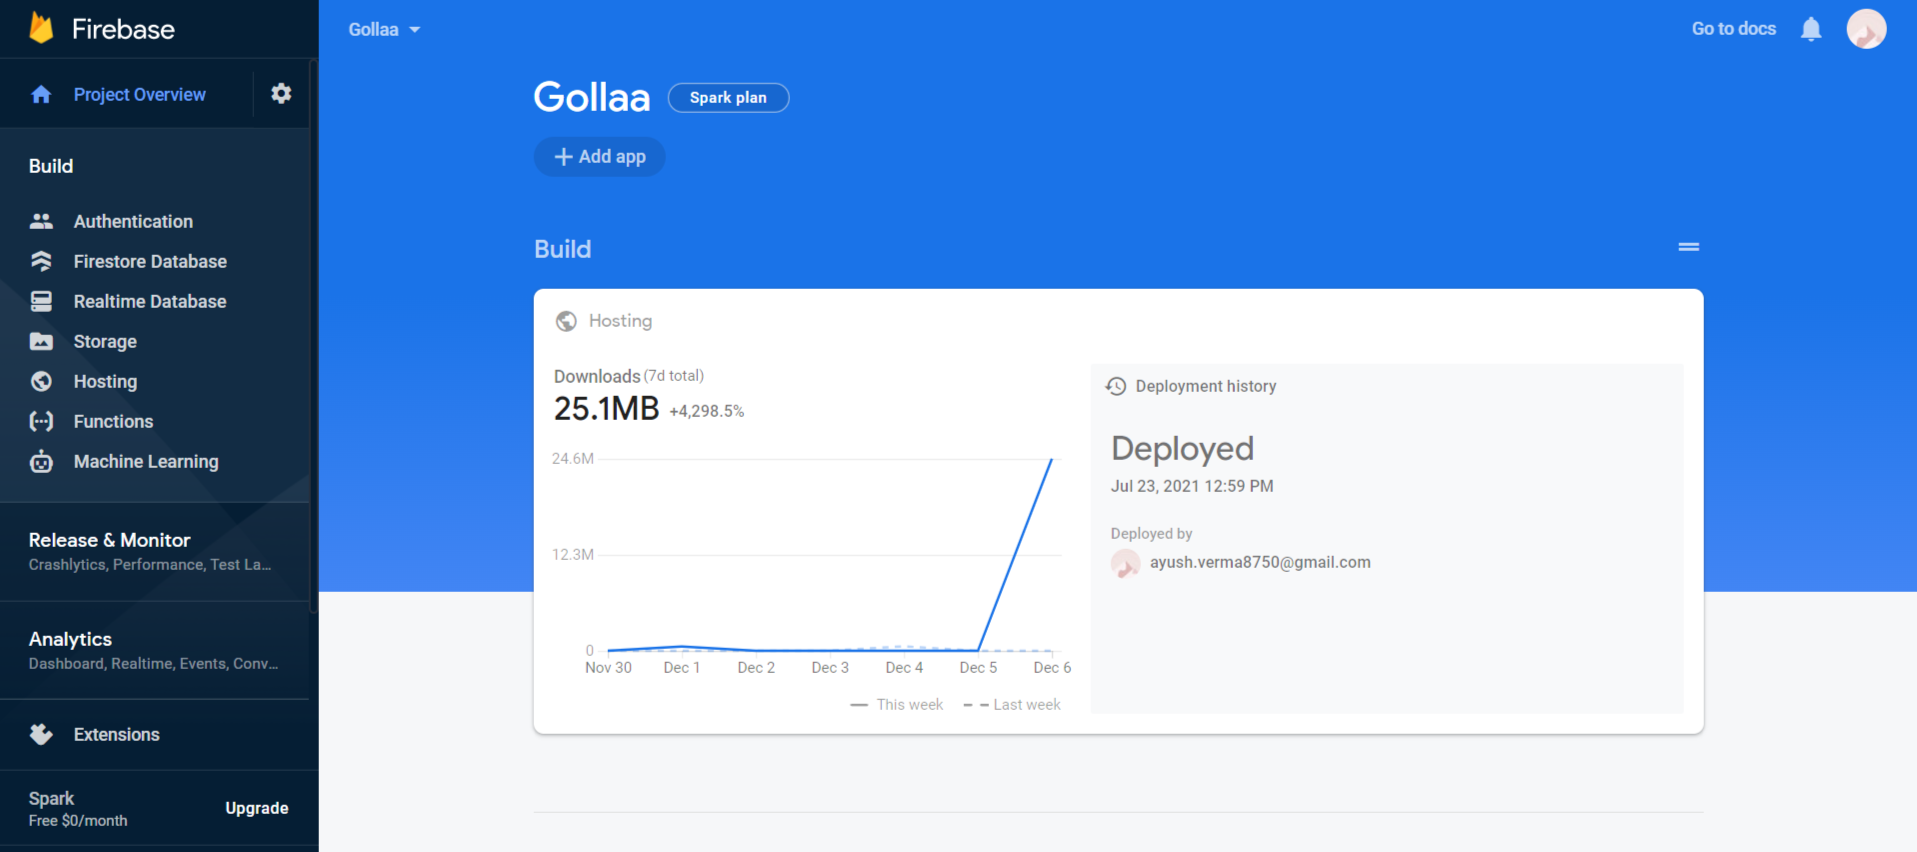 Firebase
Project Overview
Build
Authentication
Firestore Database
Realtime Database
Storage
Hosting
Functions
Machine Learning
Release & Monitor
Crashlytics, Performance, Test La...
Analytics
Dashboard, Realtime, Events, Conv...
Extensions
Spark
Free $0/month
Upgrade
Gollaa
Go to docs
Gollaa
Spark plan
+ Add app
Build
Hosting
Downloads (7d total)
25.1MB +4,298.5%
24.6M
12.3M
0
Nov 30 Dec 1 Dec 2 Dec 3 Dec 4 Dec 5 Dec 6
This week Last week
Deployment history
Deployed
Jul 23, 2021 12:59 PM
Deployed by
ayush.verma8750@gmail.com